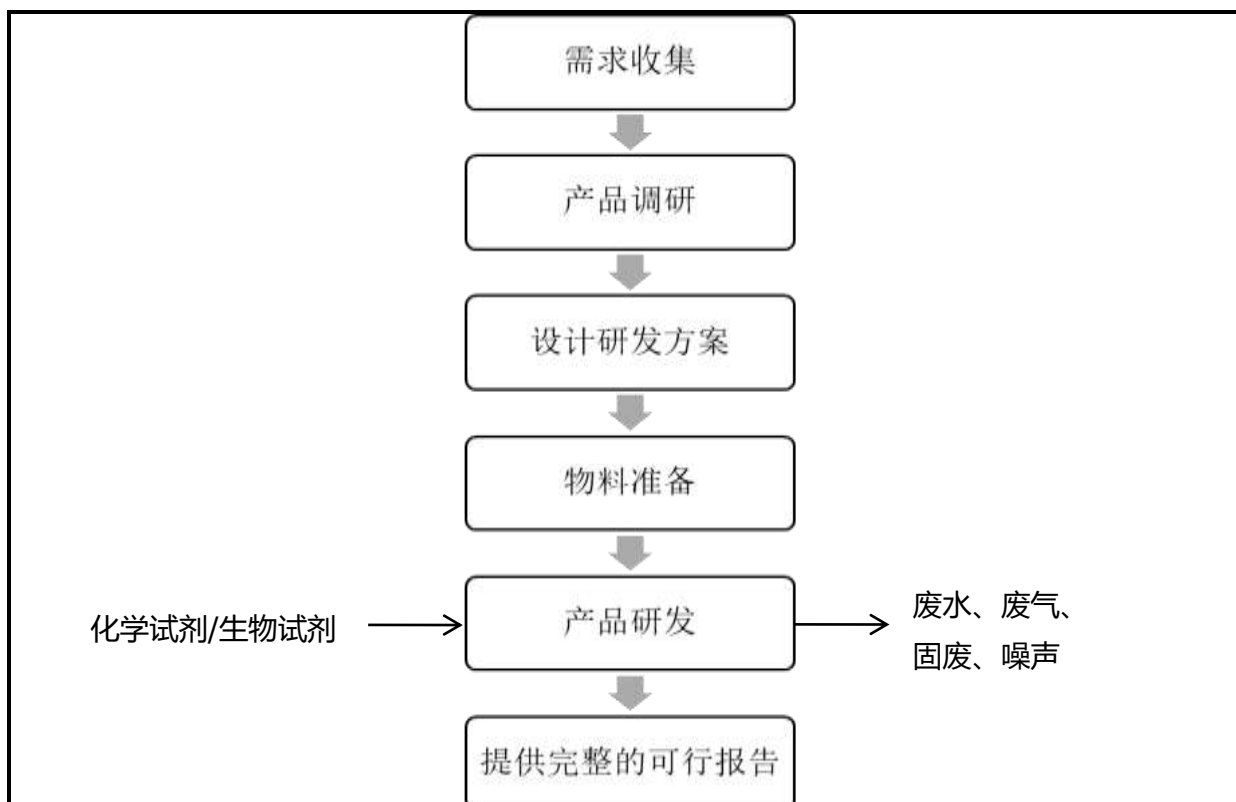 需求收集
产品调研
设计研发方案
物料准备
化学试剂/生物试剂
产品研发
废水、废气、
固废、噪声
提供完整的可行报告